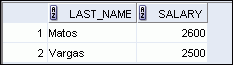 LAST_NAME SALARY
1 Matos 2600
2 Vargas 2500